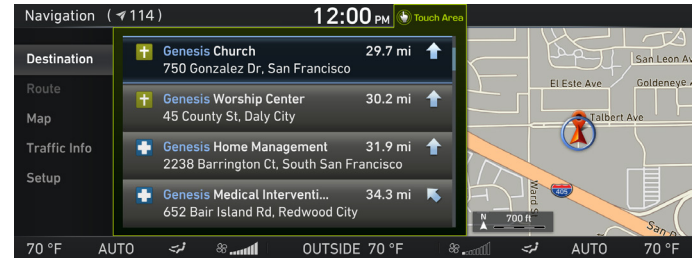 Navigation ( 114 )
12:00 PM
Touch Area
Destination
Route
Map
Traffic Info
Setup
Genesis Church 29.7 mi
750 Gonzalez Dr, San Francisco
Genesis Worship Center 30.2 mi
45 County St, Daly City
Genesis Home Management 31.9 mi
2238 Barrington Ct, South San Francisco
Genesis Medical Interventi... 34.3 mi
652 Bair Island Rd, Redwood City
San Leon Av
El Este Ave
Goldeneye
Talbert Ave
Ward St
405
N
700 ft
San
70 °F AUTO OUTSIDE 70 °F AUTO 70 °F